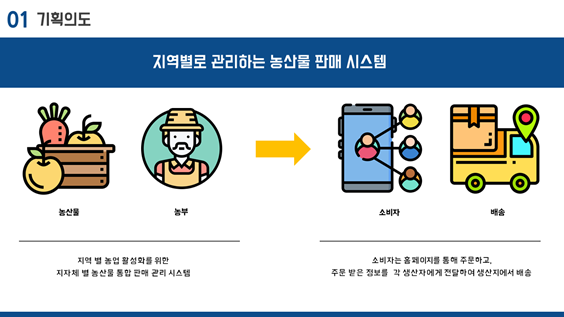 01 기획의도
지역별로 관리하는 농산물 판매 시스템
농산물
농부
소비자
배송
지역 별 농업 활성화를 위한
지자체 별 농산물 통합 판매 관리 시스템
소비자는 홈페이지를 통해 주문하고,
주문 받은 정보를 각 생산자에게 전달하여 생산지에서 배송